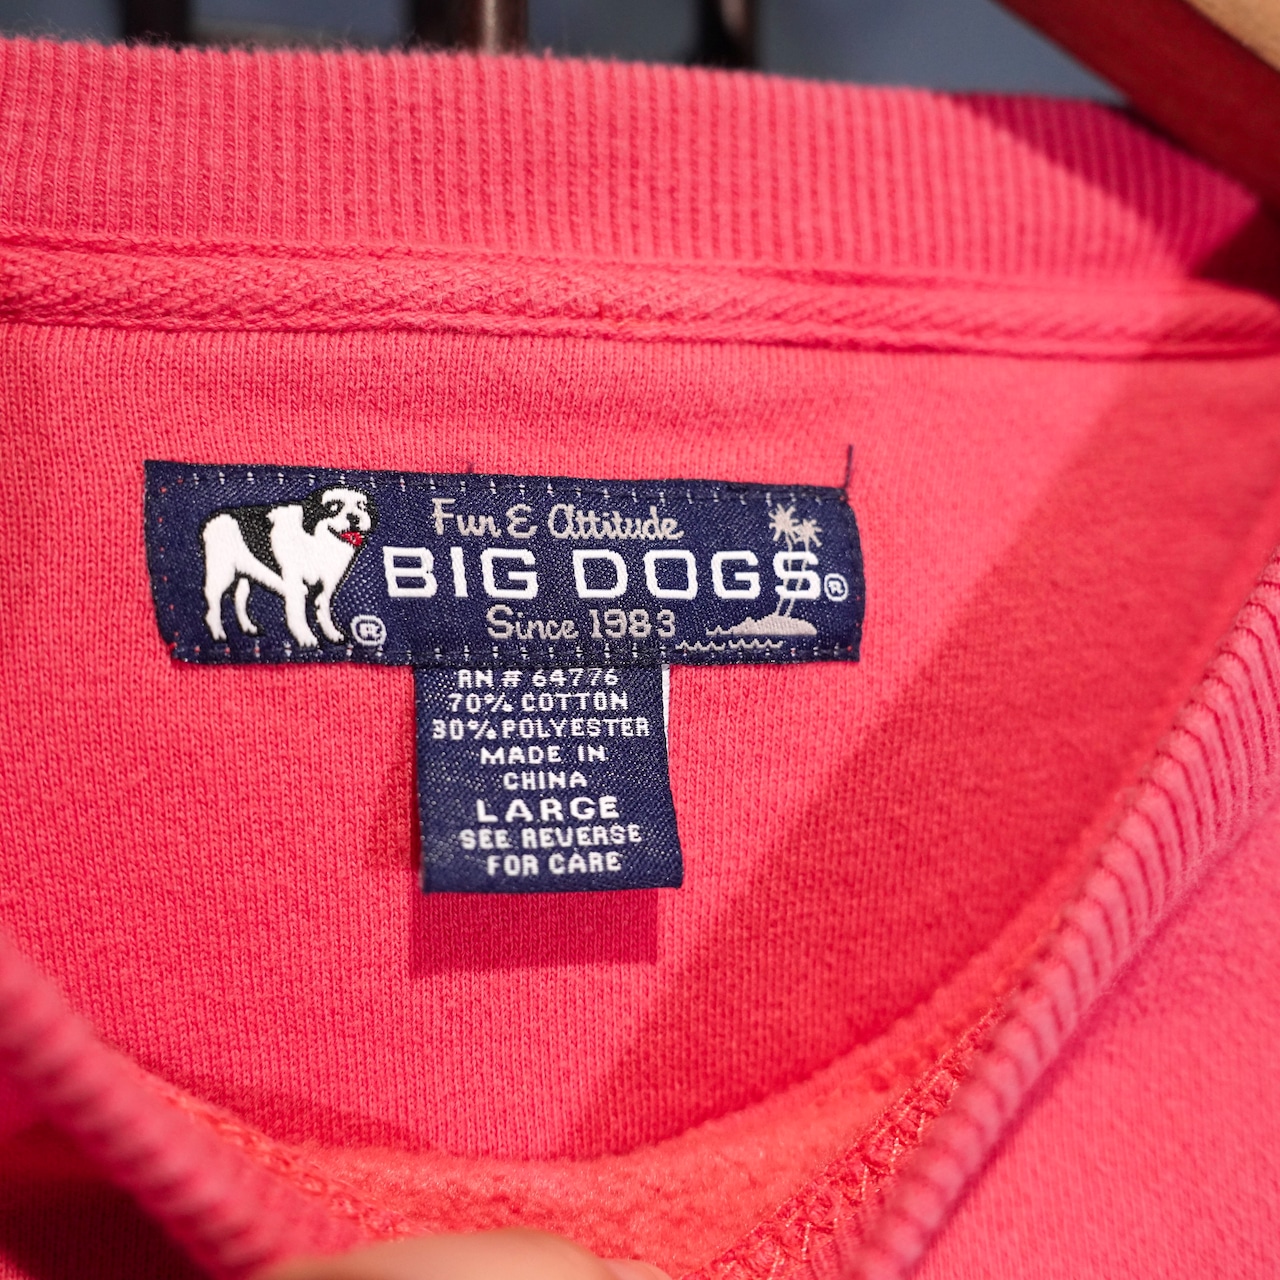 Fun & Attitude
BIG DOGS®
Since 1983
®
RN # 64776
70% COTTON
30% POLYESTER
MADE IN
CHINA
LARGE
SEE REVERSE
FOR CARE